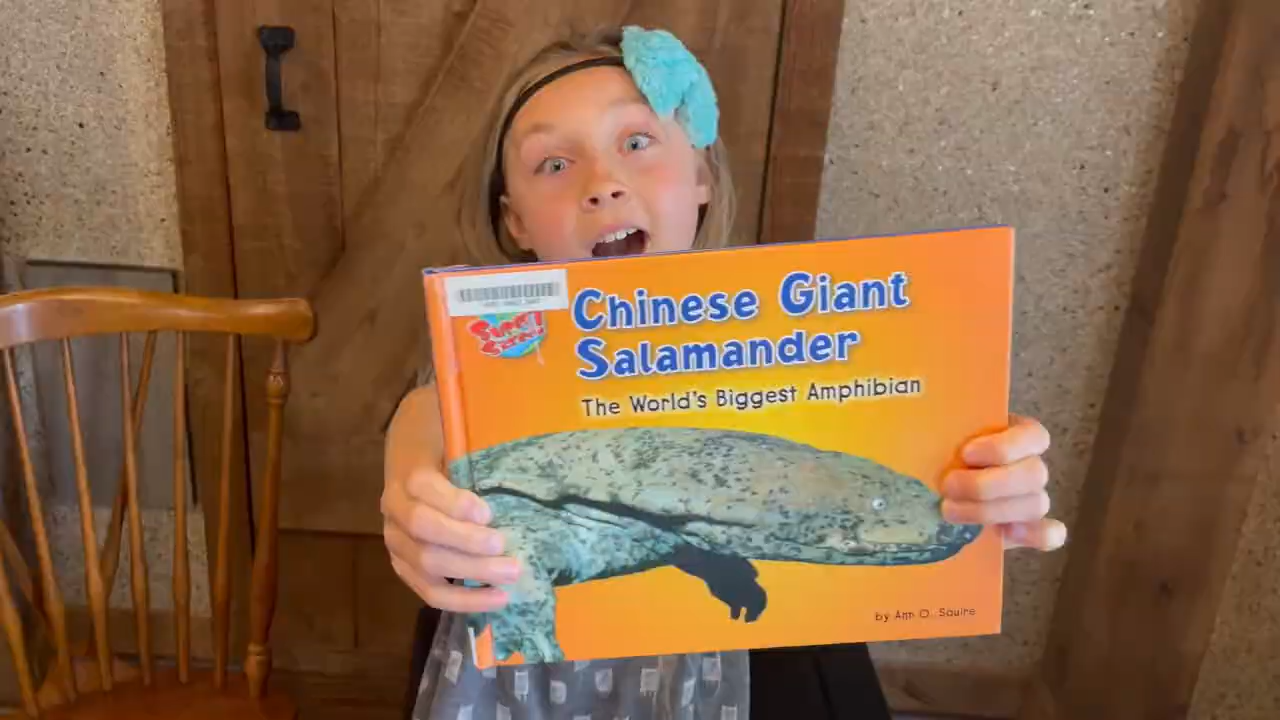 Chinese Giant
Salamander
The World's Biggest Amphibian
by Ann O. Squire